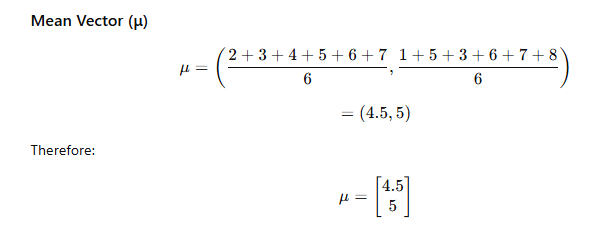 Mean Vector (μ)
μ = ( (2 + 3 + 4 + 5 + 6 + 7) / 6 , (1 + 5 + 3 + 6 + 7 + 8) / 6 )
= (4.5, 5)
Therefore:
μ = [4.5
5]